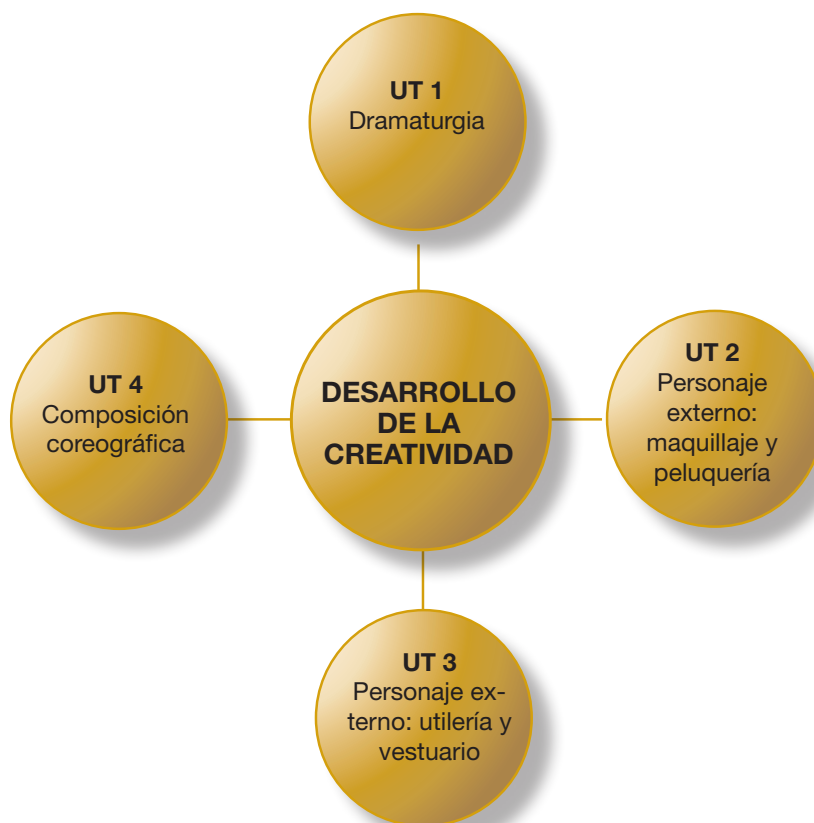 UT 1
Dramaturgia
UT 4
Composición
coreográfica
DESARROLLO
DE LA
CREATIVIDAD
UT 2
Personaje
externo:
maquillaje y
peluquería
UT 3
Personaje ex-
terno: utilería y
vestuario